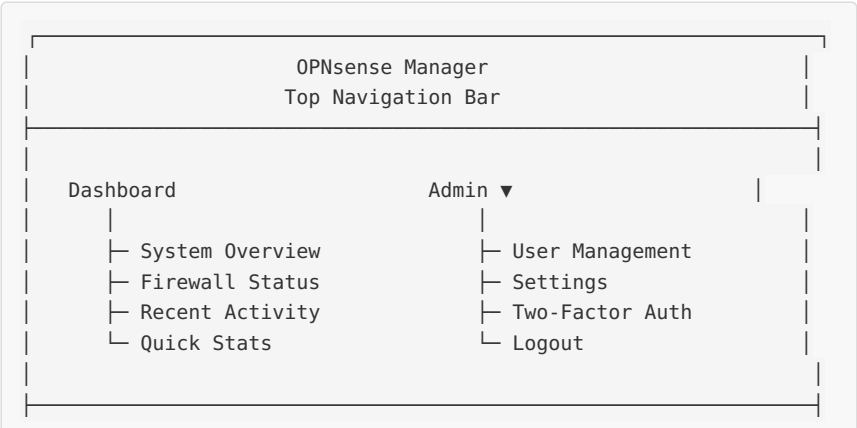 OPNsense Manager
Top Navigation Bar
Dashboard Admin ▼
├─ System Overview ├─ User Management
├─ Firewall Status ├─ Settings
├─ Recent Activity ├─ Two-Factor Auth
└─ Quick Stats └─ Logout